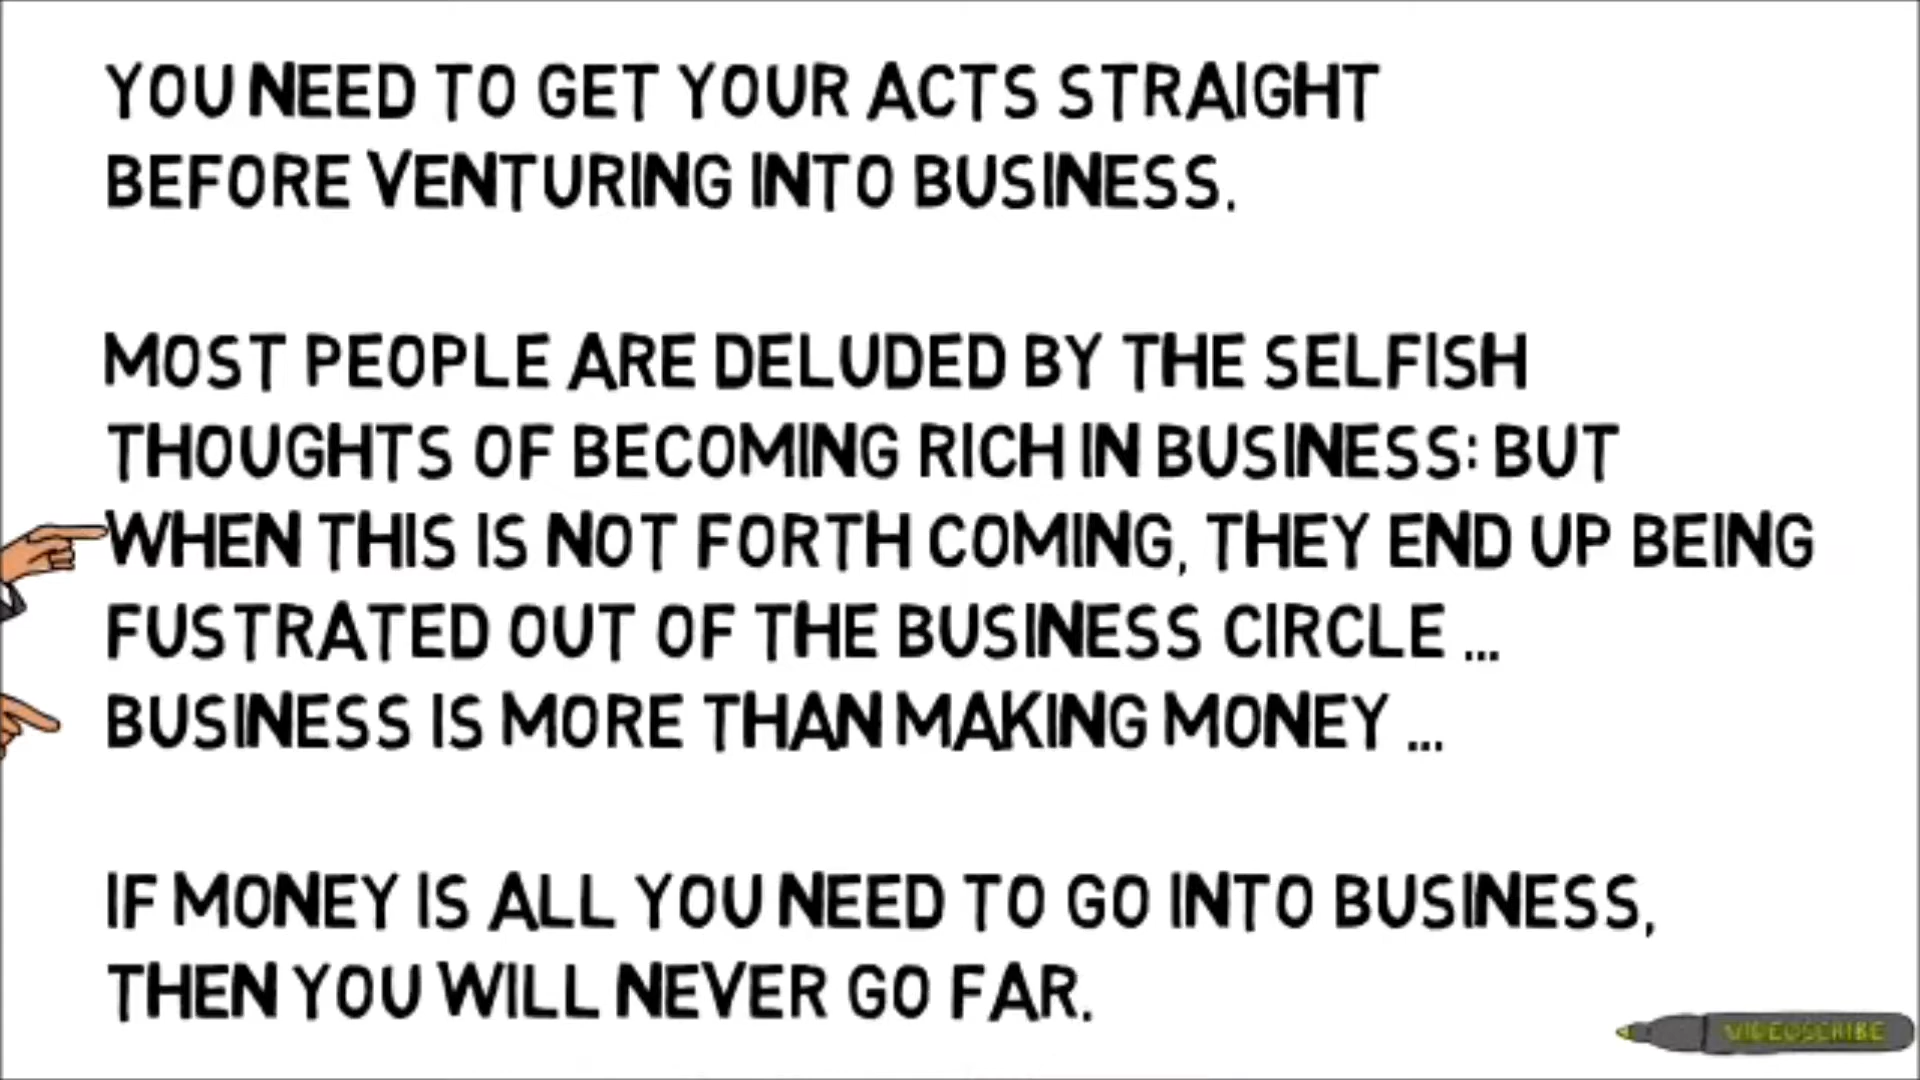 YOU NEED TO GET YOUR ACTS STRAIGHT
BEFORE VENTURING INTO BUSINESS.
MOST PEOPLE ARE DELUDED BY THE SELFISH
THOUGHTS OF BECOMING RICH IN BUSINESS: BUT
WHEN THIS IS NOT FORTH COMING, THEY END UP BEING
FUSTRATED OUT OF THE BUSINESS CIRCLE ...
BUSINESS IS MORE THAN MAKING MONEY ...
IF MONEY IS ALL YOU NEED TO GO INTO BUSINESS,
THEN YOU WILL NEVER GO FAR.
VIDEOSCRIBE